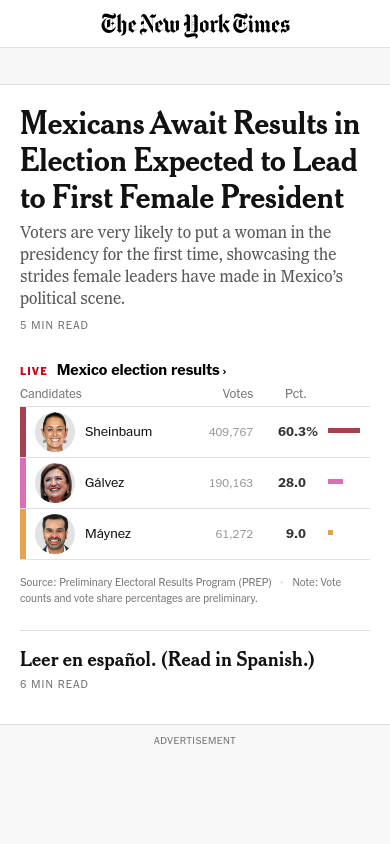 The New York Times
Mexicans Await Results in
Election Expected to Lead
to First Female President
Voters are very likely to put a woman in the
presidency for the first time, showcasing the
strides female leaders have made in Mexico’s
political scene.
5 MIN READ
LIVE Mexico election results ›
Candidates Votes Pct.
Sheinbaum 409,767 60.3%
Gálvez 190,163 28.0
Máynez 61,272 9.0
Source: Preliminary Electoral Results Program (PREP) · Note: Vote
counts and vote share percentages are preliminary.
Leer en español. (Read in Spanish.)
6 MIN READ
ADVERTISEMENT